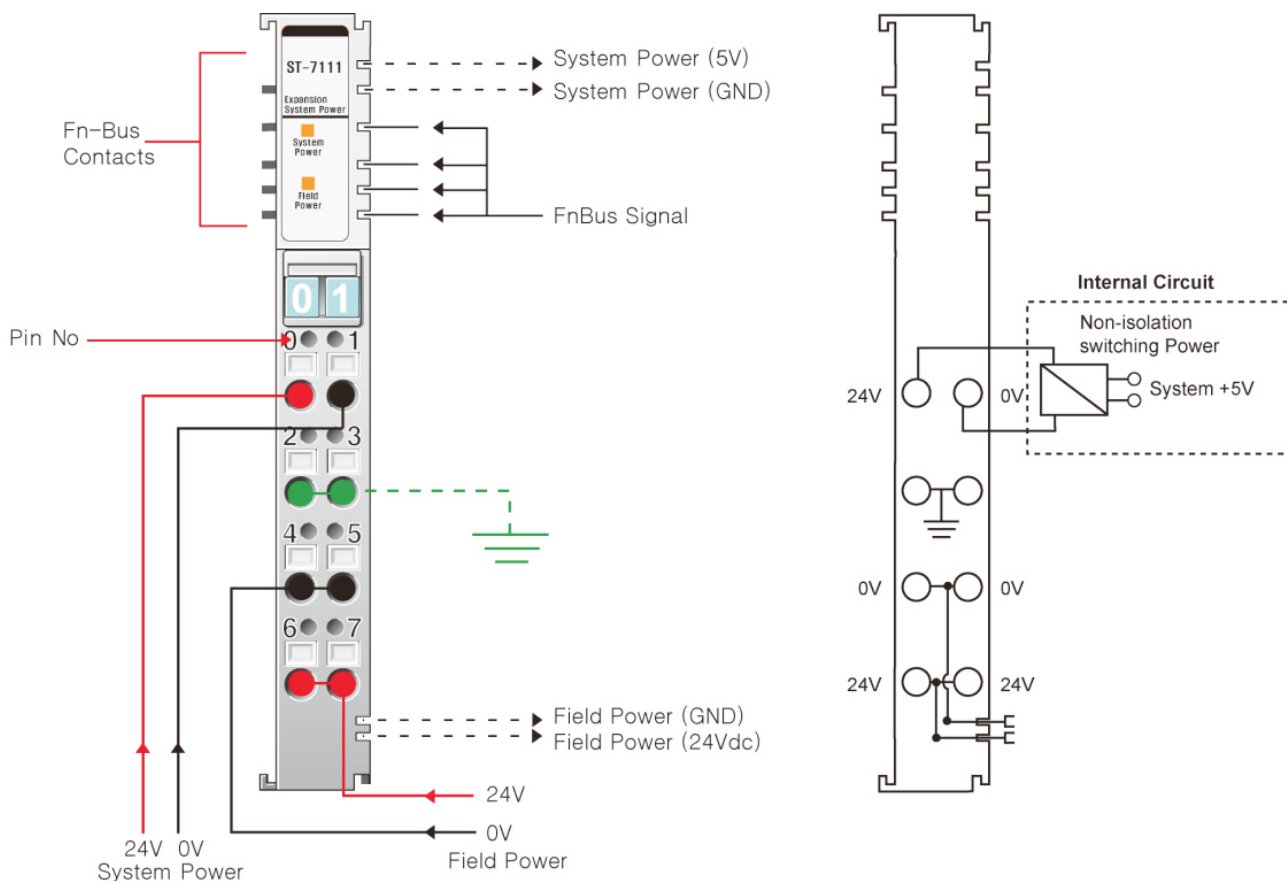 ST-7111
Expansion
System Power
System
Power
Field
Power
Fn-Bus
Contacts
System Power (5V)
System Power (GND)
FnBus Signal
0 1
Pin No
0 1
2 3
4 5
6 7
Field Power (GND)
Field Power (24Vdc)
24V
0V
Field Power
24V 0V
System Power
Internal Circuit
Non-isolation
switching Power
System +5V
24V 0V
0V 0V
24V 24V